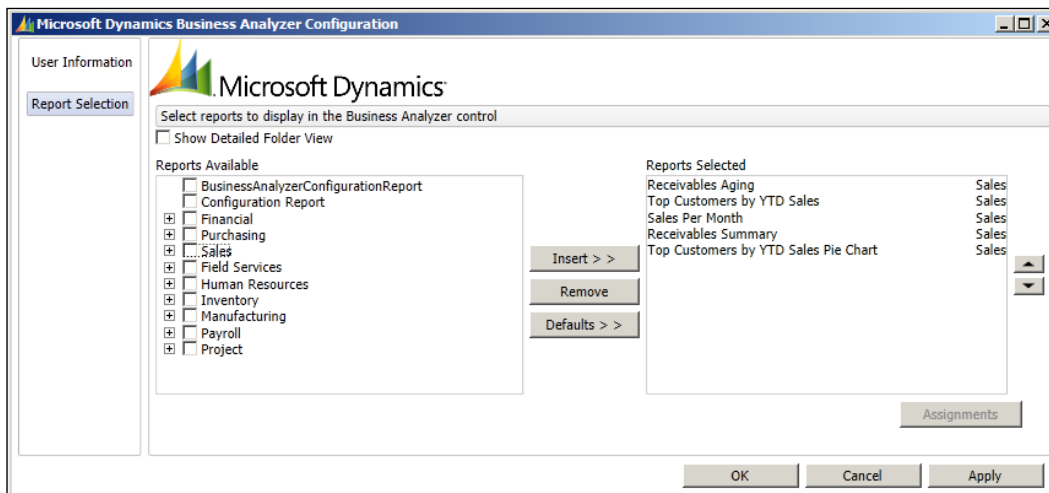 Microsoft Dynamics Business Analyzer Configuration
User Information
Report Selection
Microsoft Dynamics
Select reports to display in the Business Analyzer control
Show Detailed Folder View
Reports Available
BusinessAnalyzerConfigurationReport
Configuration Report
Financial
Purchasing
Sales
Field Services
Human Resources
Inventory
Manufacturing
Payroll
Project
Insert > >
Remove
Defaults > >
Reports Selected
Receivables Aging Sales
Top Customers by YTD Sales Sales
Sales Per Month Sales
Receivables Summary Sales
Top Customers by YTD Sales Pie Chart Sales
Assignments
OK Cancel Apply